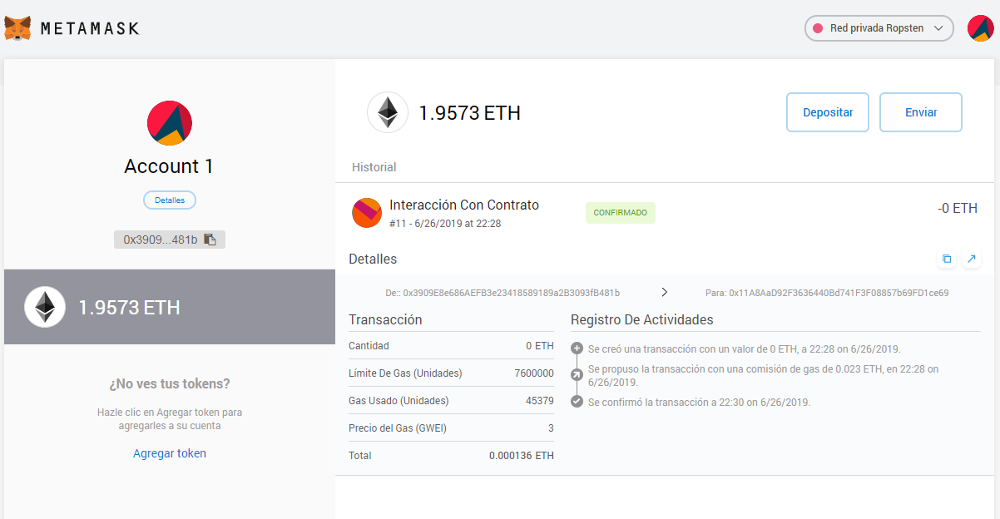 METAMASK
Red privada Ropsten
Account 1
Detalles
0x3909...481b
1.9573 ETH
¿No ves tus tokens?
Hazle clic en Agregar token para
agregarles a su cuenta
Agregar token
1.9573 ETH
Depositar
Enviar
Historial
Interacción Con Contrato
#11 - 6/26/2019 at 22:28
CONFIRMADO
-0 ETH
Detalles
De:: 0x3909E8e686AEFB3e23418589189a2B3093fB481b
Para: 0x11A8AaD92F3636440Bd741F3F08857b69FD1ce69
Transacción
Cantidad 0 ETH
Límite De Gas (Unidades) 7600000
Gas Usado (Unidades) 45379
Precio del Gas (GWEI) 3
Total 0.000136 ETH
Registro De Actividades
Se creó una transacción con un valor de 0 ETH, a 22:28 on 6/26/2019.
Se propuso la transacción con una comisión de gas de 0.023 ETH, en 22:28 on
6/26/2019.
Se confirmó la transacción a 22:30 on 6/26/2019.